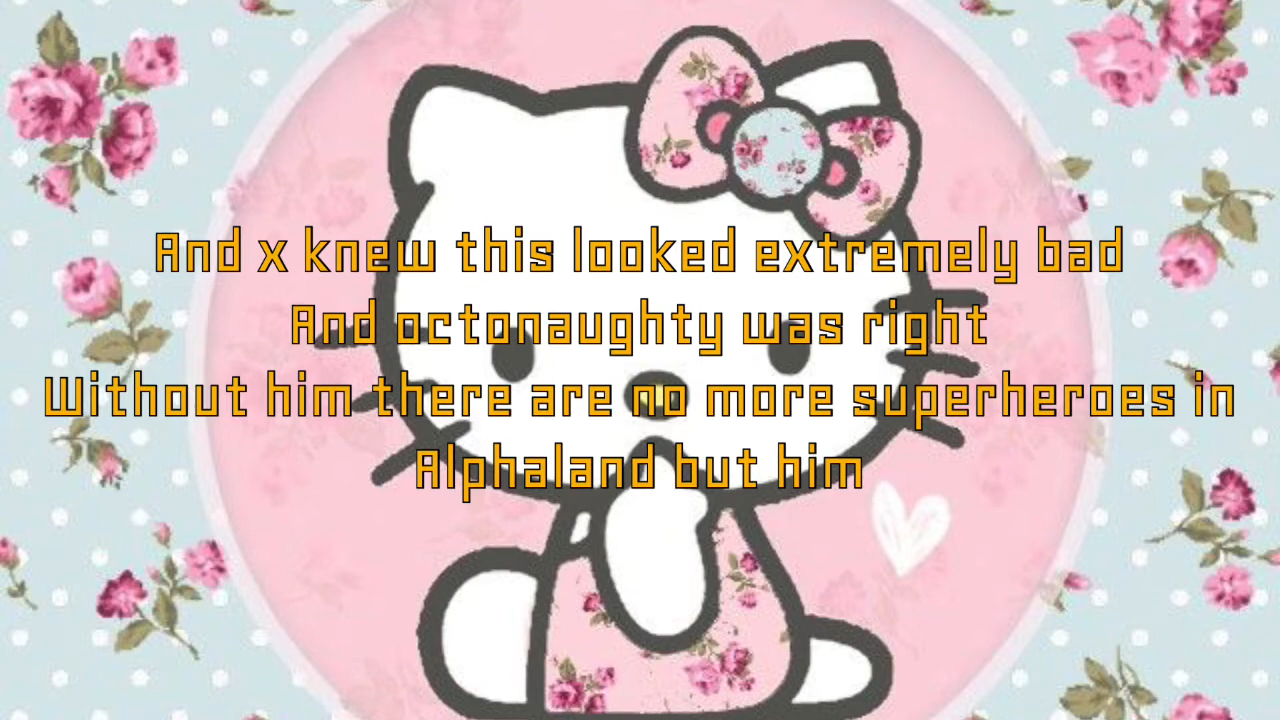 And x knew this looked extremely bad
And octonaughty was right
Without him there are no more superheroes in
Alphaland but him